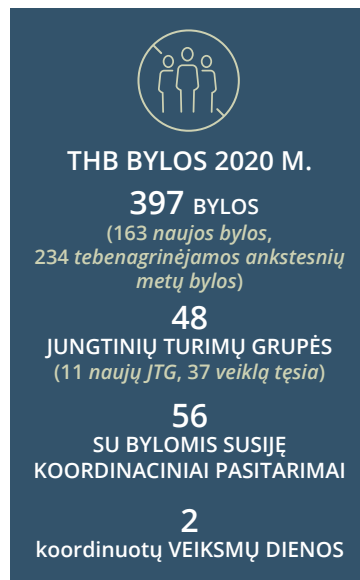 THB BYLOS 2020 M.
397 BYLOS
(163 naujos bylos,
234 tebenagrinėjamos ankstesnių
metų bylos)
48
JUNGTINIŲ TURIMŲ GRUPĖS
(11 naujų JTG, 37 veiklą tęsia)
56
SU BYLOMIS SUSIJĘ
KOORDINACINIAI PASITARIMAI
2
koordinuotų VEIKSMŲ DIENOS